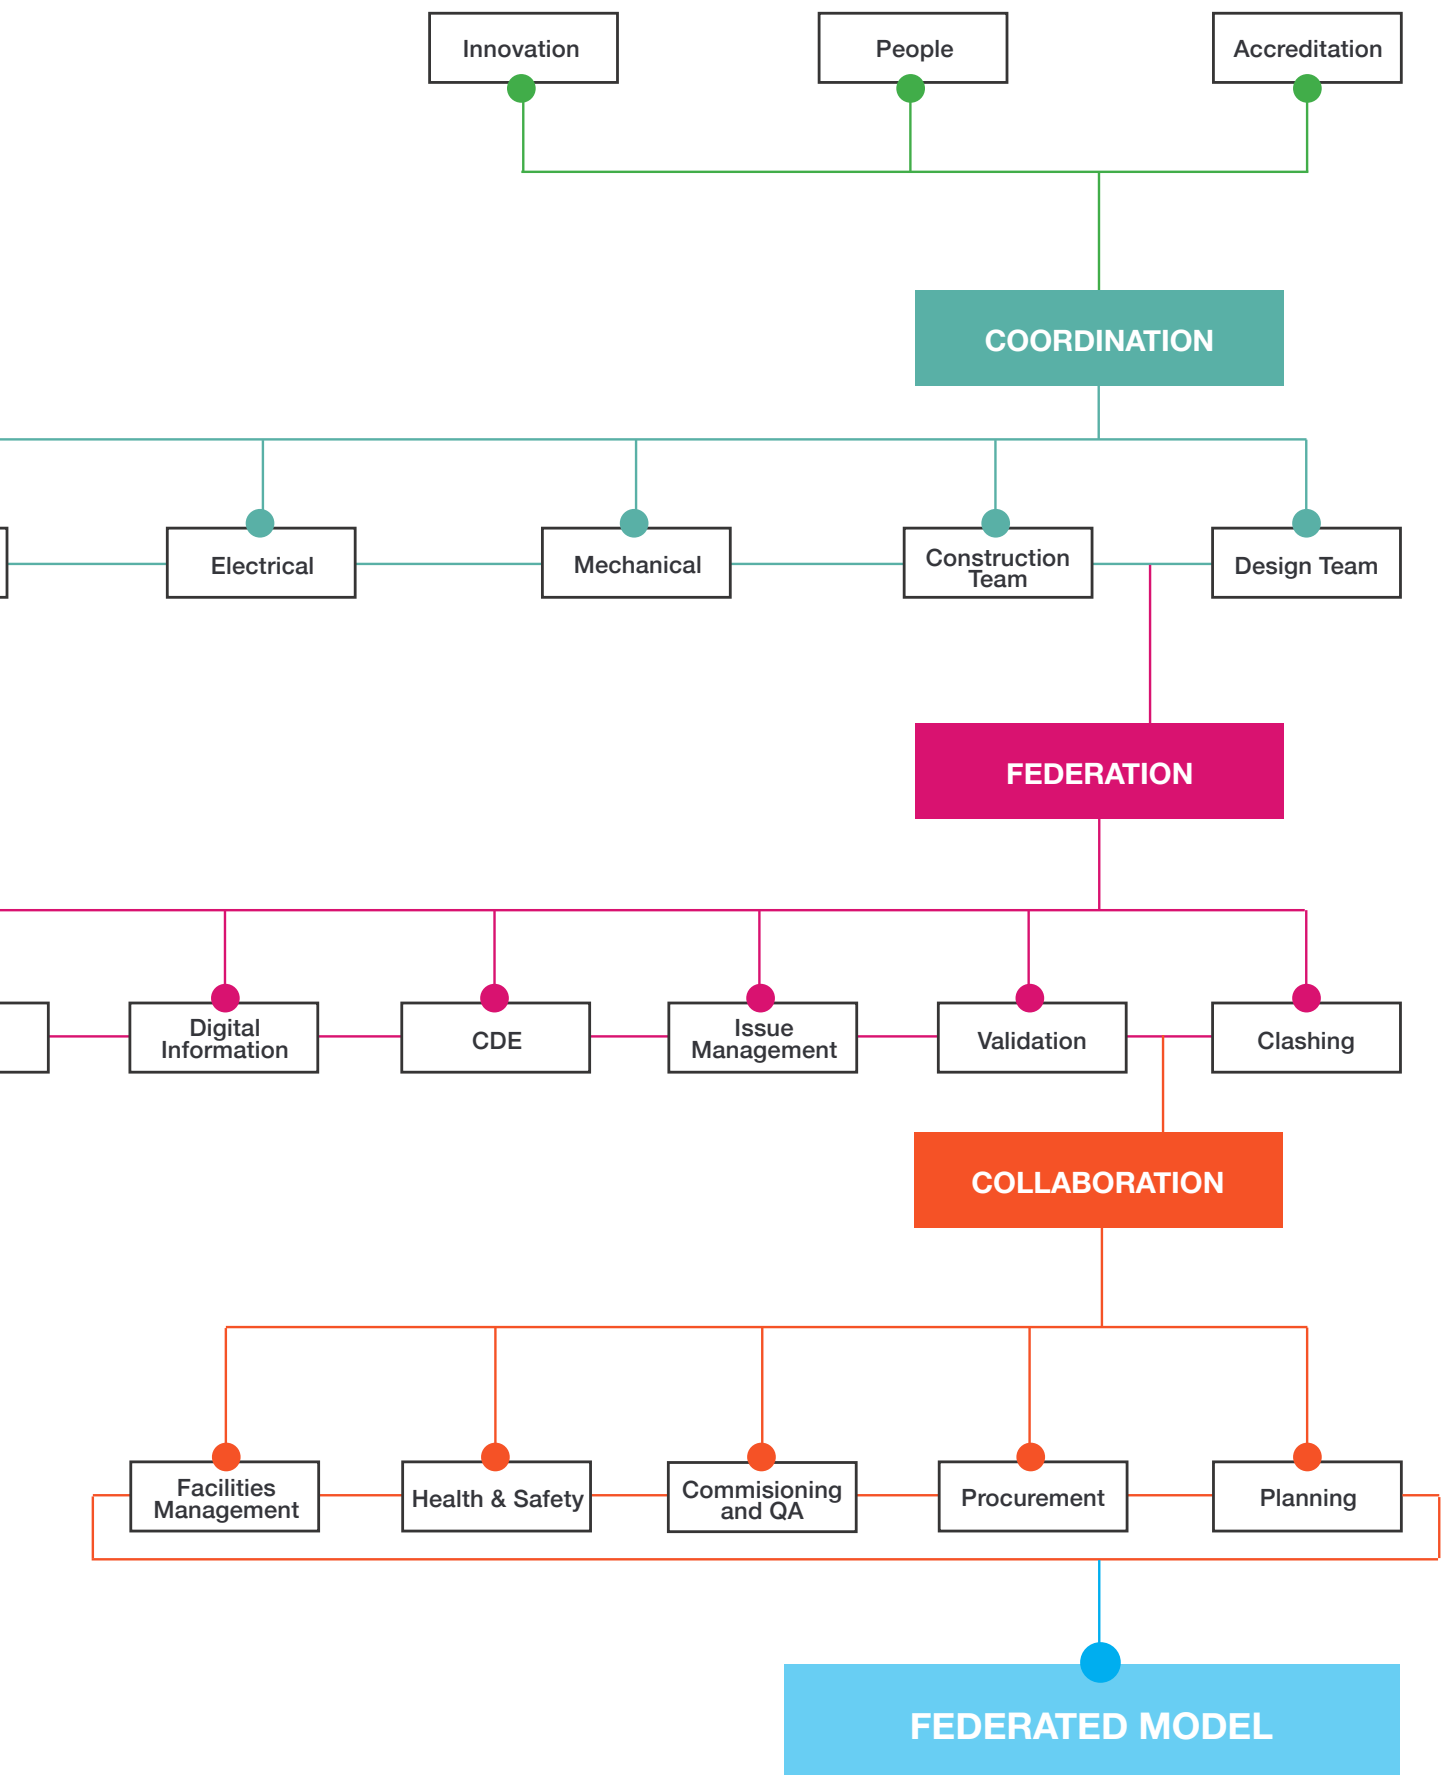 Innovation
People
Accreditation
COORDINATION
Electrical
Mechanical
Construction
Team
Design Team
FEDERATION
Digital
Information
CDE
Issue
Management
Validation
Clashing
COLLABORATION
Facilities
Management
Health & Safety
Commisioning
and QA
Procurement
Planning
FEDERATED MODEL